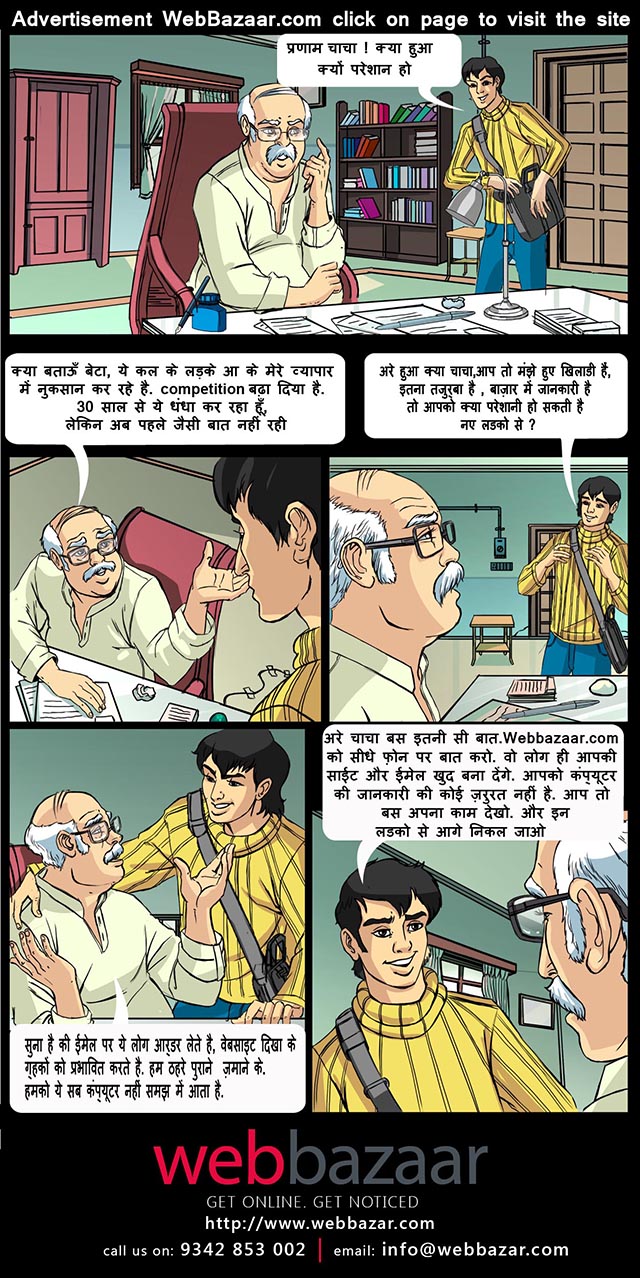 Advertisement WebBazaar.com click on page to visit the site
प्रणाम चाचा ! क्या हुआ
क्यों परेशान हो
क्या बताऊँ बेटा, ये कल के लड़के आ के मेरे व्यापार
में नुकसान कर रहे है. competition बढ़ा दिया है.
30 साल से ये धंधा कर रहा हूँ,
लेकिन अब पहले जैसी बात नहीं रही
अरे हुआ क्या चाचा,आप तो मंझे हुए खिलाडी हैं,
इतना तजुर्बा है , बाज़ार में जानकारी है
तो आपको क्या परेशानी हो सकती है
नए लडको से ?
सुना है की ईमेल पर ये लोग आर्डर लेते है, वेबसाइट दिखा के
ग्हकों को प्रभावित करते है. हम ठहरे पुराने ज़माने के.
हमको ये सब कंप्यूटर नहीं समझ में आता है.
अरे चाचा बस इतनी सी बात.Webbazaar.com
को सीधे फ़ोन पर बात करो. वो लोग ही आपकी
साईट और ईमेल खुद बना देंगे. आपको कंप्यूटर
की जानकारी की कोई ज़रुरत नहीं है. आप तो
बस अपना काम देखो. और इन
लडको से आगे निकल जाओ
webbazaar
GET ONLINE. GET NOTICED
http://www.webbazar.com
call us on: 9342 853 002 | email: info@webbazar.com